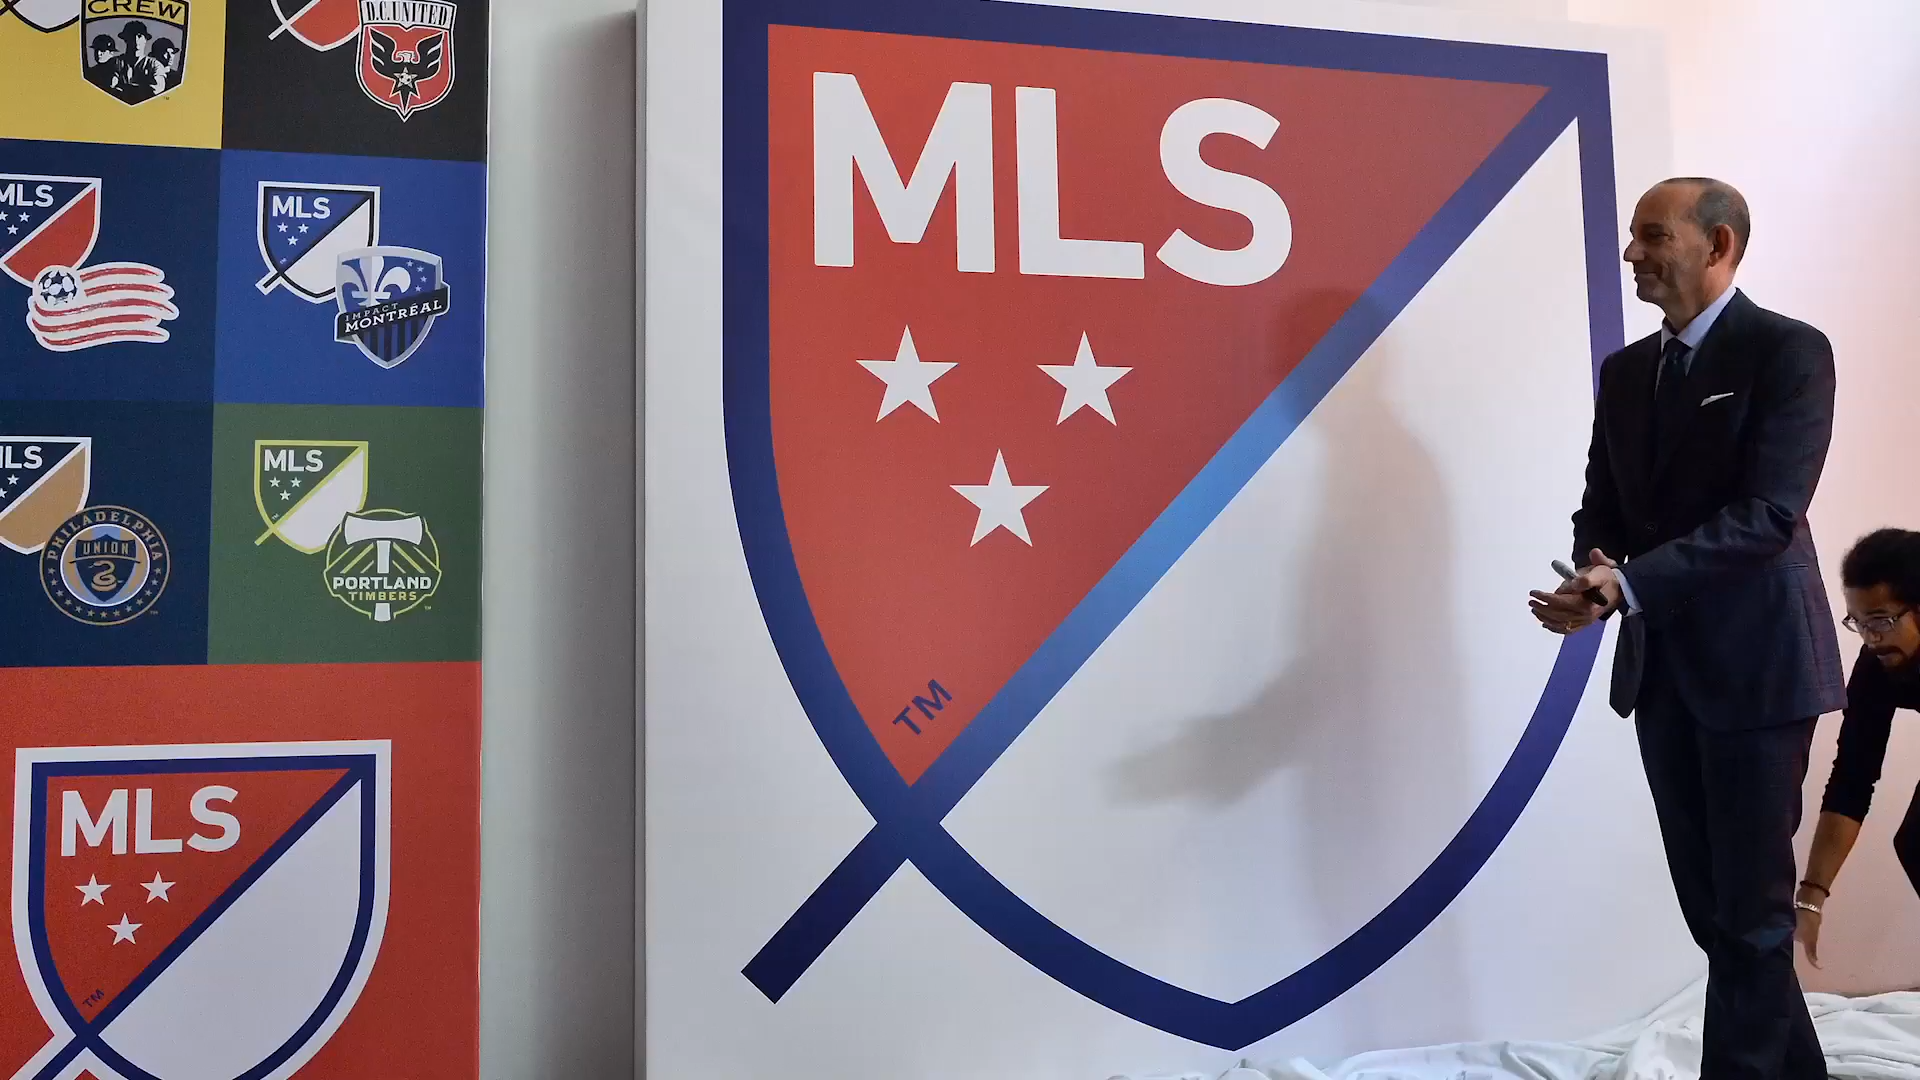 CREW
D.C. UNITED
MLS
MLS
IMPACT
MONTRÉAL
MLS
PHILADELPHIA
UNION
MLS
PORTLAND
TIMBERS
MLS
TM
MLS
TM